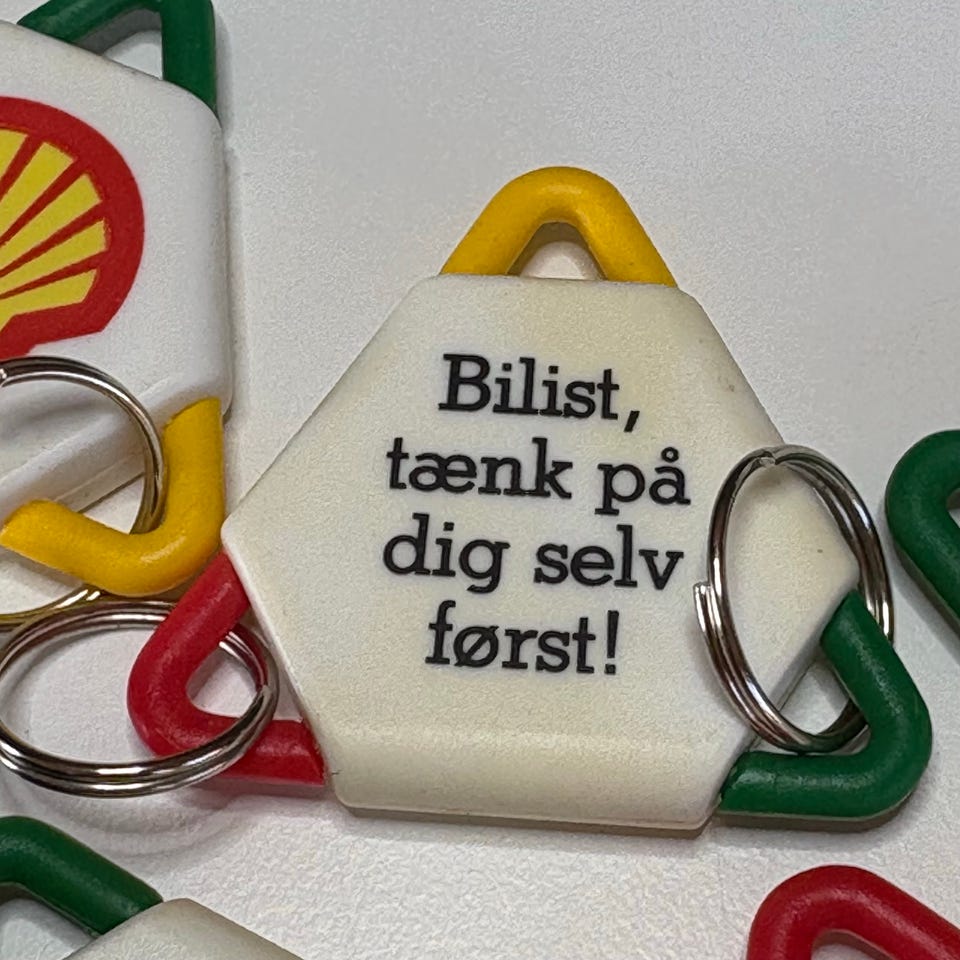 Bilist,
tænk på
dig selv
først!